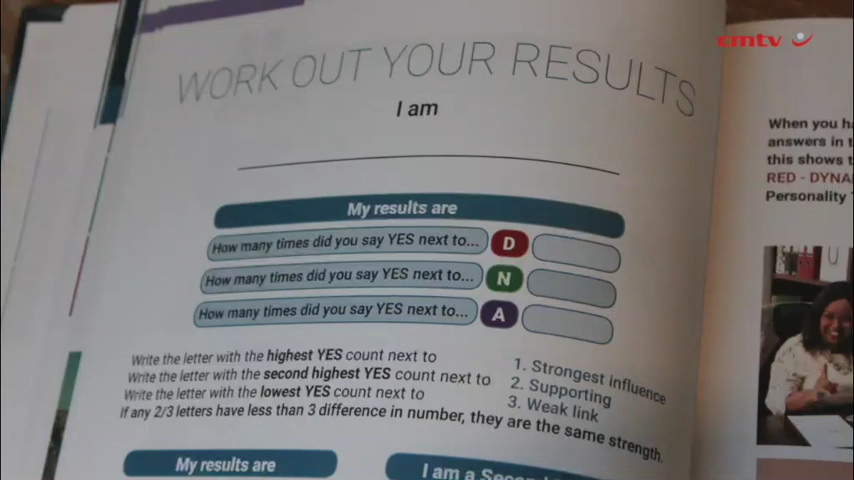 cmtv
WORK OUT YOUR RESULTS
I am
My results are
How many times did you say YES next to... D
How many times did you say YES next to... N
How many times did you say YES next to... A
Write the letter with the highest YES count next to
Write the letter with the second highest YES count next to
Write the letter with the lowest YES count next to
If any 2/3 letters have less than 3 difference in number, they are the same strength.
1. Strongest influence
2. Supporting
3. Weak link
My results are
I am a
When you
answers in
this shows
RED -
Personality